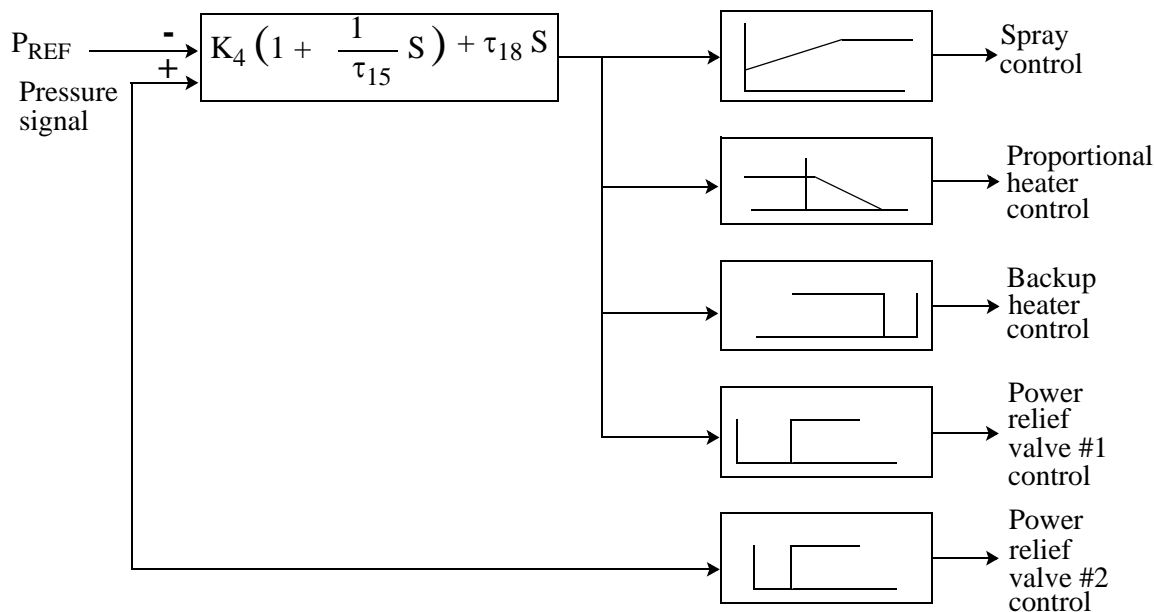 P_REF
-
+
Pressure
signal
K₄ (1 + 1/τ₁₅ S) + τ₁₈ S
Spray
control
Proportional
heater
control
Backup
heater
control
Power
relief
valve #1
control
Power
relief
valve #2
control